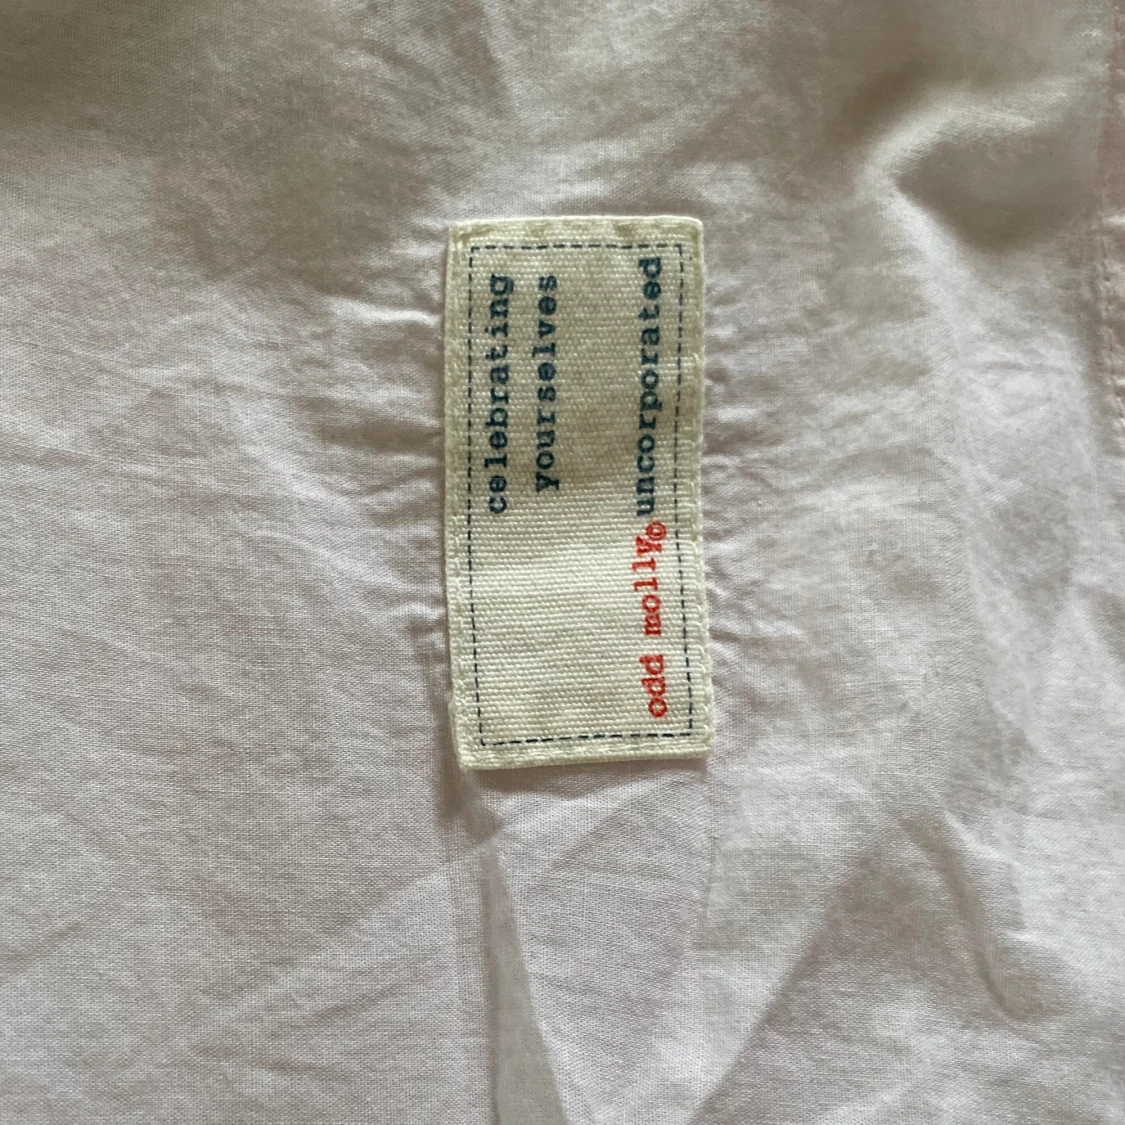 celebrating
yourselves
odd molly© uncorporated